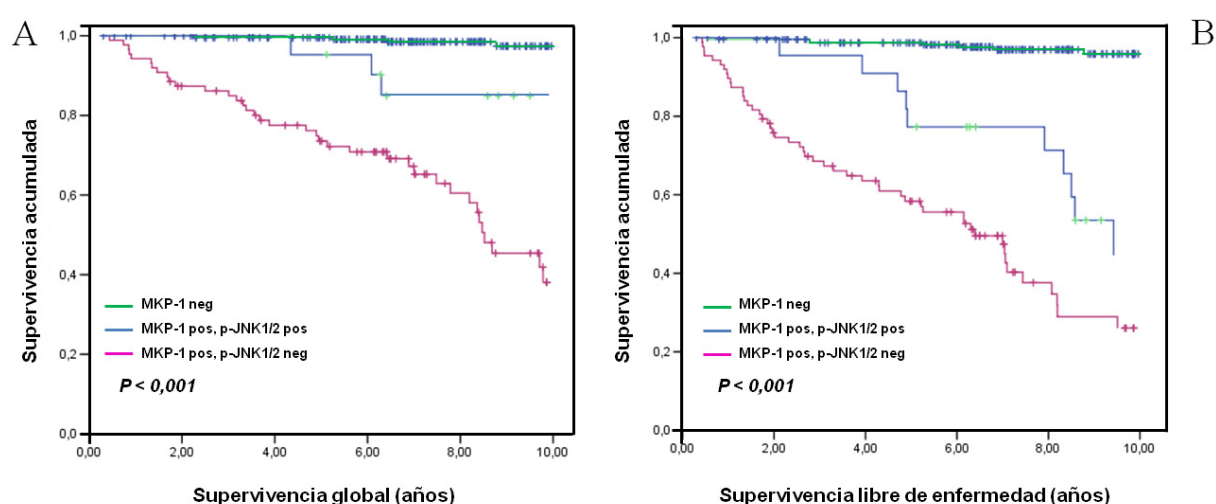 A
Supervivencia acumulada
1,0
0,8
0,6
0,4
0,2
0,0
0,00 2,00 4,00 6,00 8,00 10,00
MKP-1 neg
MKP-1 pos, p-JNK1/2 pos
MKP-1 pos, p-JNK1/2 neg
P < 0,001
Supervivencia global (años)
B
Supervivencia acumulada
1,0
0,8
0,6
0,4
0,2
0,0
0,00 2,00 4,00 6,00 8,00 10,00
MKP-1 neg
MKP-1 pos, p-JNK1/2 pos
MKP-1 pos, p-JNK1/2 neg
P < 0,001
Supervivencia libre de enfermedad (años)